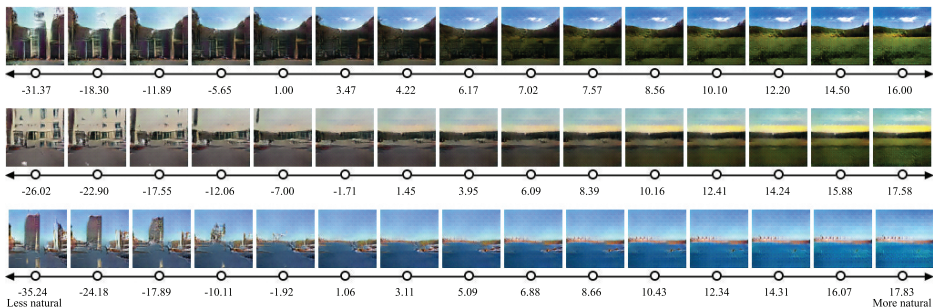 -31.37 -18.30 -11.89 -5.65 1.00 3.47 4.22 6.17 7.02 7.57 8.56 10.10 12.20 14.50 16.00
-26.02 -22.90 -17.55 -12.06 -7.00 -1.71 1.45 3.95 6.09 8.39 10.16 12.41 14.24 15.88 17.58
-35.24 -24.18 -17.89 -10.11 -1.92 1.06 3.11 5.09 6.88 8.66 10.43 12.34 14.31 16.07 17.83
Less natural More natural